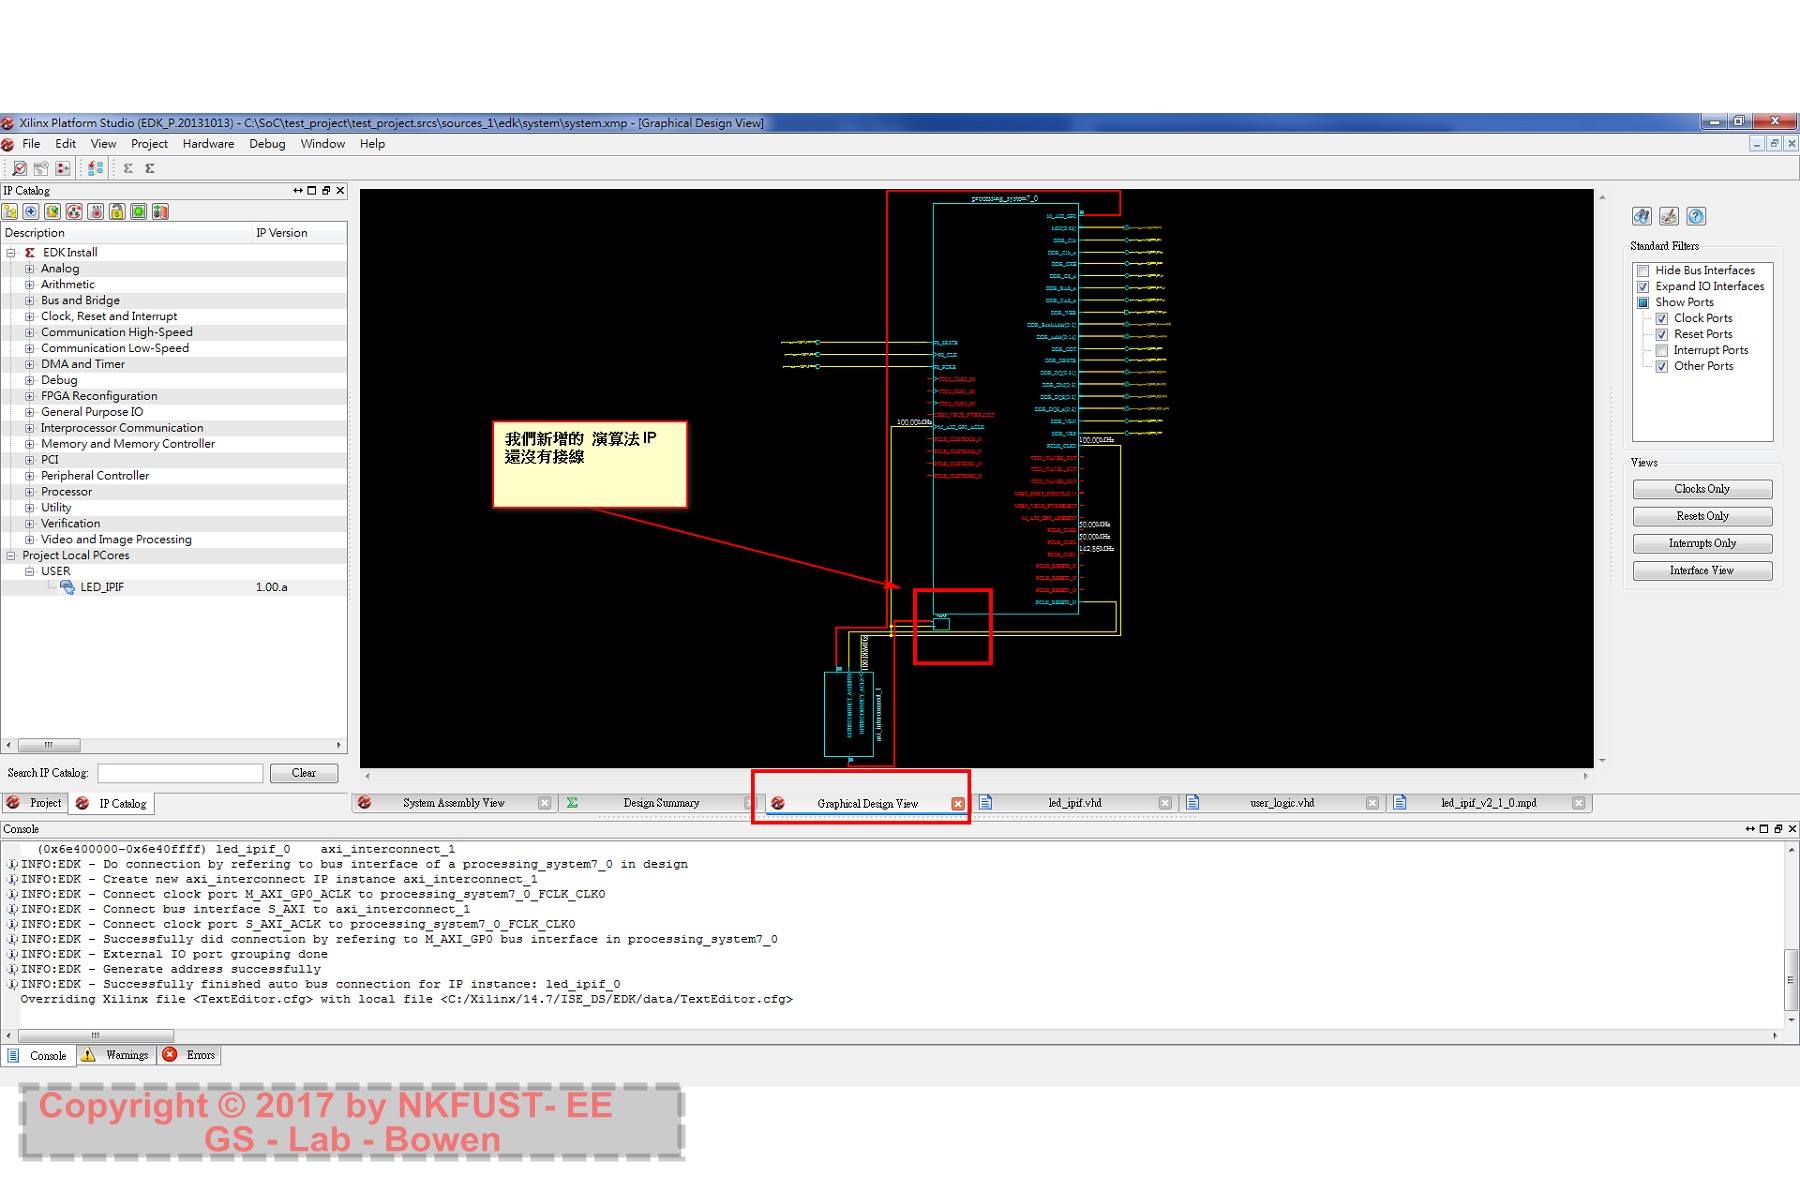 Xilinx Platform Studio (EDK_P.20131013) - C:\SoC\test_project\test_project.srcs\sources_1\edk\system\system.xmp - [Graphical Design View]
File Edit View Project Hardware Debug Window Help
IP Catalog
Description IP Version
EDK Install
Analog
Arithmetic
Bus and Bridge
Clock, Reset and Interrupt
Communication High-Speed
Communication Low-Speed
DMA and Timer
Debug
FPGA Reconfiguration
General Purpose IO
Interprocessor Communication
Memory and Memory Controller
PCI
Peripheral Controller
Processor
Utility
Verification
Video and Image Processing
Project Local PCores
USER
LED_IPIF 1.00.a
Search IP Catalog: Clear
Project IP Catalog
processing_system7_0
M_AXI_GP0
100.00MHz
100.00MHz
50.00MHz
50.00MHz
142.86MHz
我們新增的 演算法 IP
還沒有接線
axi_interconnect_1
Standard Filters
Hide Bus Interfaces
Expand IO Interfaces
Show Ports
Clock Ports
Reset Ports
Interrupt Ports
Other Ports
Views
Clocks Only
Resets Only
Interrupts Only
Interface View
System Assembly View Design Summary Graphical Design View led_ipif.vhd user_logic.vhd led_ipif_v2_1_0.mpd
Console
(0x6e400000-0x6e40ffff) led_ipif_0 axi_interconnect_1
INFO:EDK - Do connection by refering to bus interface of a processing_system7_0 in design
INFO:EDK - Create new axi_interconnect IP instance axi_interconnect_1
INFO:EDK - Connect clock port M_AXI_GP0_ACLK to processing_system7_0_FCLK_CLK0
INFO:EDK - Connect bus interface S_AXI to axi_interconnect_1
INFO:EDK - Connect clock port S_AXI_ACLK to processing_system7_0_FCLK_CLK0
INFO:EDK - Successfully did connection by refering to M_AXI_GP0 bus interface in processing_system7_0
INFO:EDK - External IO port grouping done
INFO:EDK - Generate address successfully
INFO:EDK - Successfully finished auto bus connection for IP instance: led_ipif_0
Overriding Xilinx file <TextEditor.cfg> with local file <C:/Xilinx/14.7/ISE_DS/EDK/data/TextEditor.cfg>
Console Warnings Errors
Copyright © 2017 by NKFUST- EE
GS - Lab - Bowen